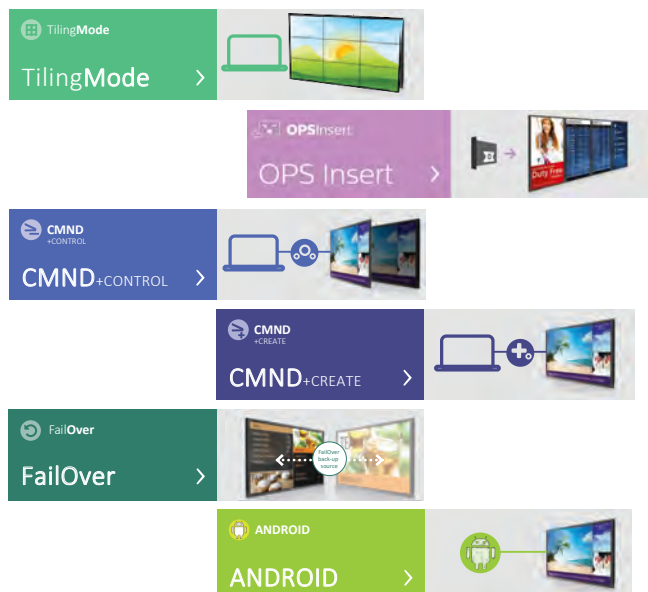 TilingMode
TilingMode
OPSInsert
OPS Insert
Duty Free
CMND
+CONTROL
CMND+CONTROL
CMND
+CREATE
CMND+CREATE
FailOver
FailOver
FailOver
back-up
source
ANDROID
ANDROID